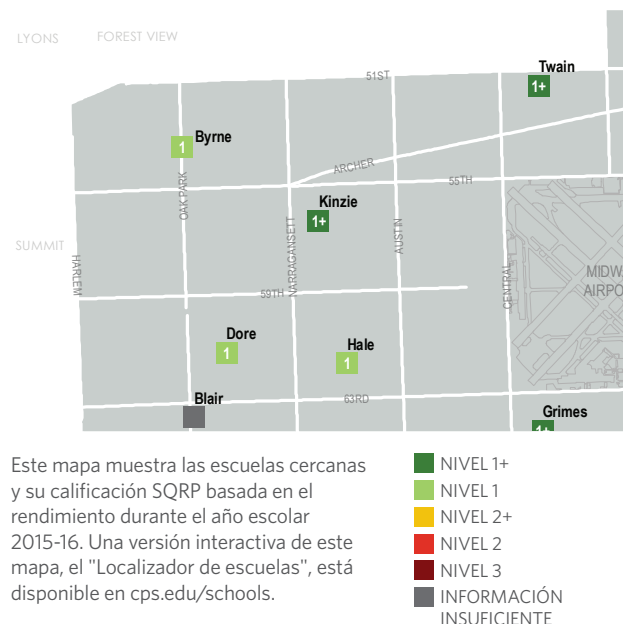 LYONS
FOREST VIEW
Twain
51ST
1+
Byrne
1
ARCHER
55TH
OAK PARK
Kinzie
1+
SUMMIT
HARLEM
NARRAGANSETT
AUSTIN
CENTRAL
MIDW
AIRPO
59TH
Dore
1
Hale
1
Blair
63RD
Grimes
1+
Este mapa muestra las escuelas cercanas
y su calificación SQRP basada en el
rendimiento durante el año escolar
2015-16. Una versión interactiva de este
mapa, el "Localizador de escuelas", está
disponible en cps.edu/schools.
NIVEL 1+
NIVEL 1
NIVEL 2+
NIVEL 2
NIVEL 3
INFORMACIÓN
INSUFICIENTE